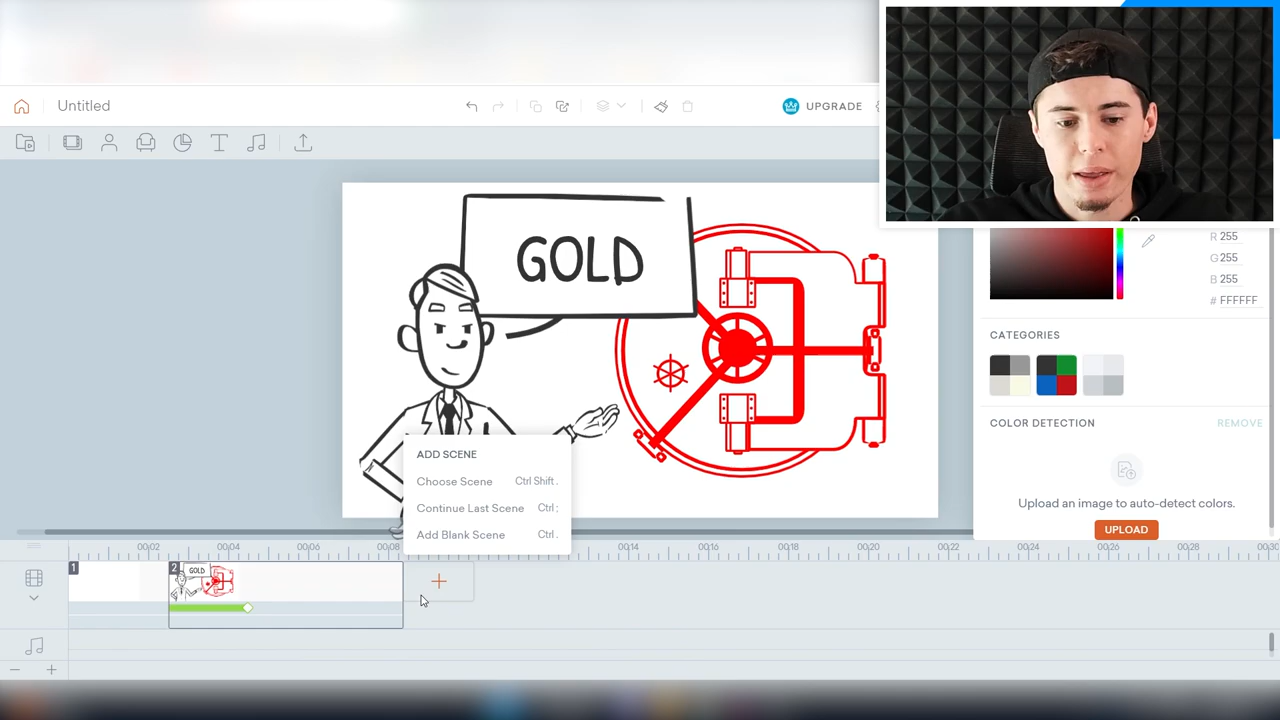 Untitled
UPGRADE
GOLD
R 255
G 255
B 255
# FFFFFF
CATEGORIES
COLOR DETECTION REMOVE
Upload an image to auto-detect colors.
UPLOAD
ADD SCENE
Choose Scene Ctrl Shift .
Continue Last Scene Ctrl ;
Add Blank Scene Ctrl .
00:02 00:04 00:06 00:08 00:14 00:16 00:18 00:20 00:22 00:24 00:26 00:28 00:30
1 2 GOLD